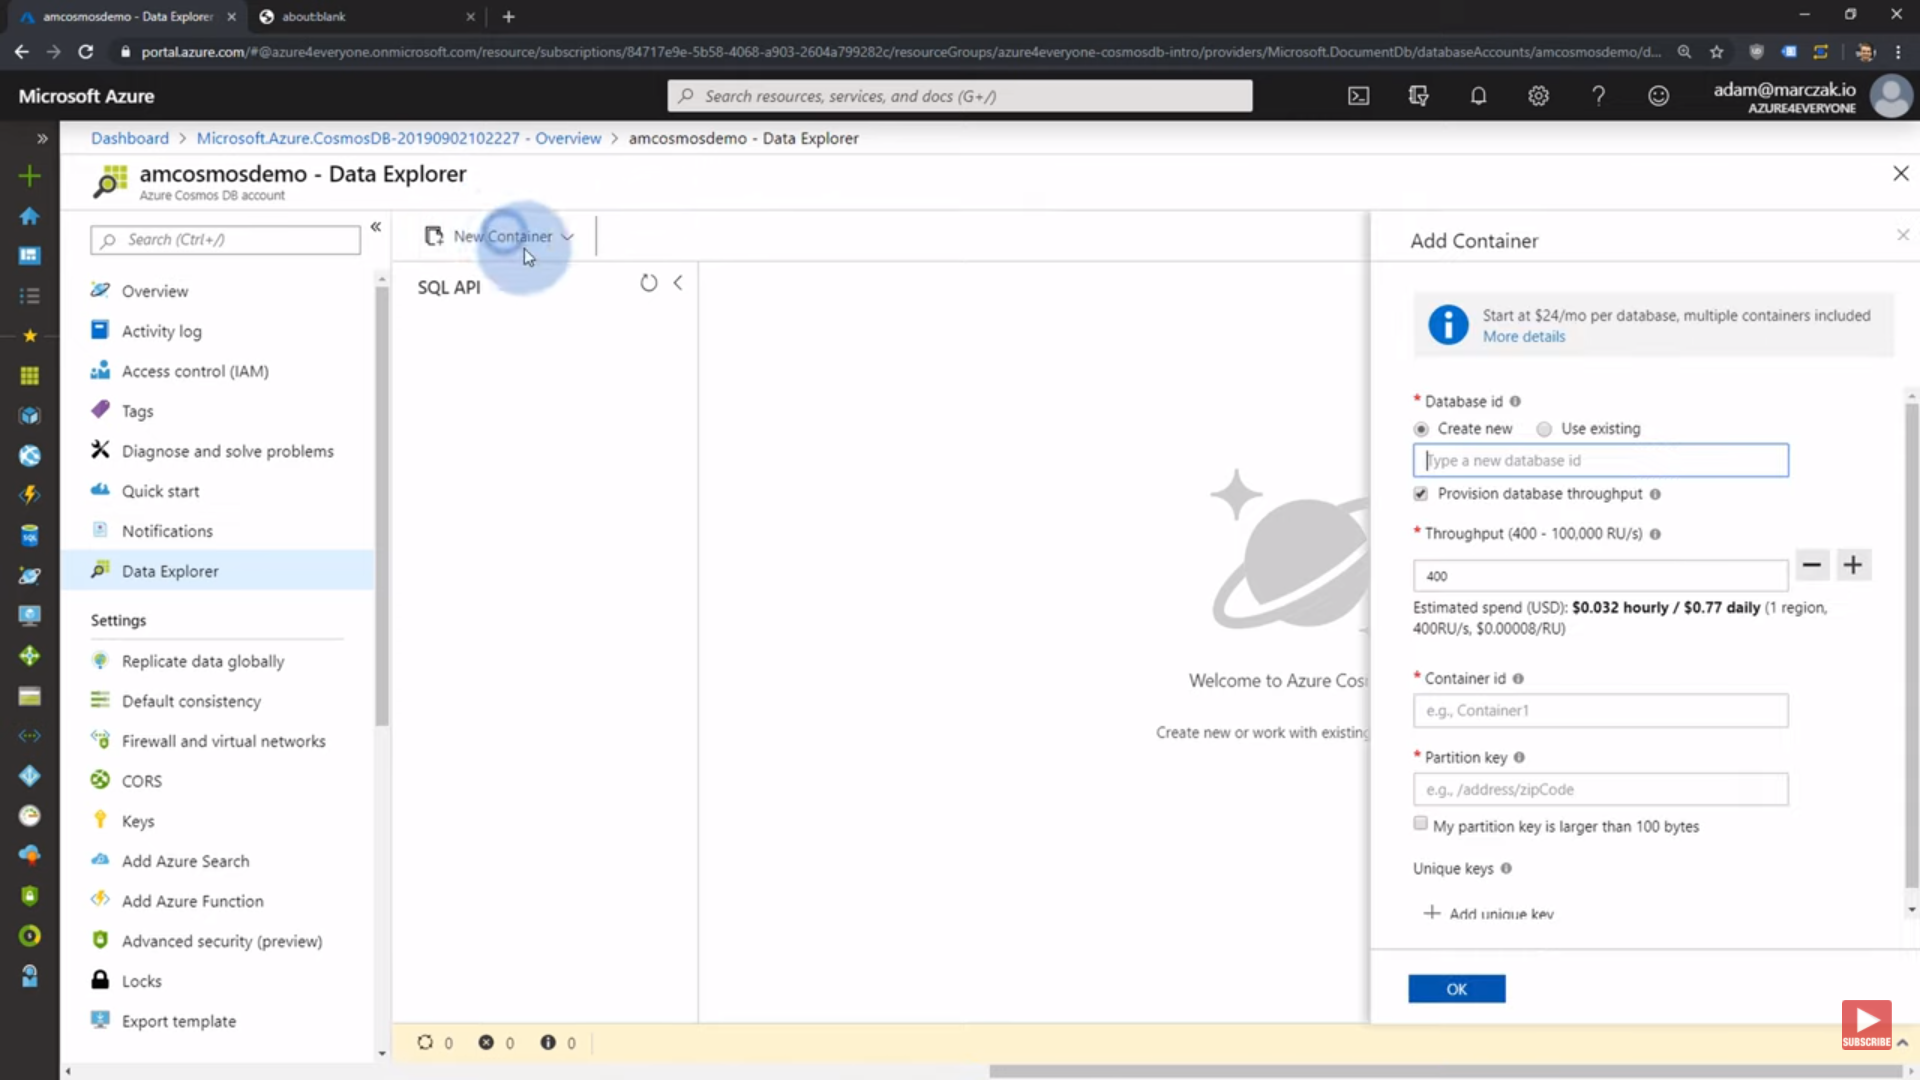 amcosmosdemo - Data Explorer
about:blank
portal.azure.com/#@azure4everyone.onmicrosoft.com/resource/subscriptions/84717e9e-5b58-4068-a903-2604a799282c/resourceGroups/azure4everyone-cosmosdb-intro/providers/Microsoft.DocumentDb/databaseAccounts/amcosmosdemo/d...
Microsoft Azure
Search resources, services, and docs (G+/)
adam@marczak.io
AZURE4EVERYONE
Dashboard > Microsoft.Azure.CosmosDB-20190902102227 - Overview > amcosmosdemo - Data Explorer
amcosmosdemo - Data Explorer
Azure Cosmos DB account
Search (Ctrl+/)
Overview
Activity log
Access control (IAM)
Tags
Diagnose and solve problems
Quick start
Notifications
Data Explorer
Settings
Replicate data globally
Default consistency
Firewall and virtual networks
CORS
Keys
Add Azure Search
Add Azure Function
Advanced security (preview)
Locks
Export template
SQL
New Container
SQL API
Welcome to Azure Cos
Create new or work with existing
0 0 0
Add Container
Start at $24/mo per database, multiple containers included
More details
* Database id
Create new Use existing
Type a new database id
Provision database throughput
* Throughput (400 - 100,000 RU/s)
400
Estimated spend (USD): $0.032 hourly / $0.77 daily (1 region,
400RU/s, $0.00008/RU)
* Container id
e.g., Container1
* Partition key
e.g., /address/zipCode
My partition key is larger than 100 bytes
Unique keys
Add unique key
OK
SUBSCRIBE